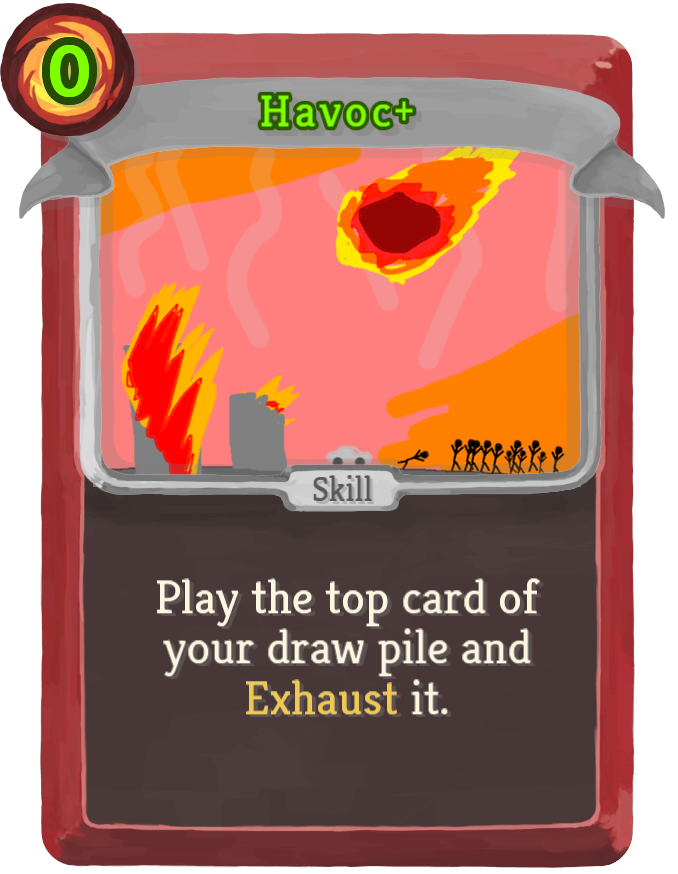 0
Havoc+
Skill
Play the top card of
your draw pile and
Exhaust it.